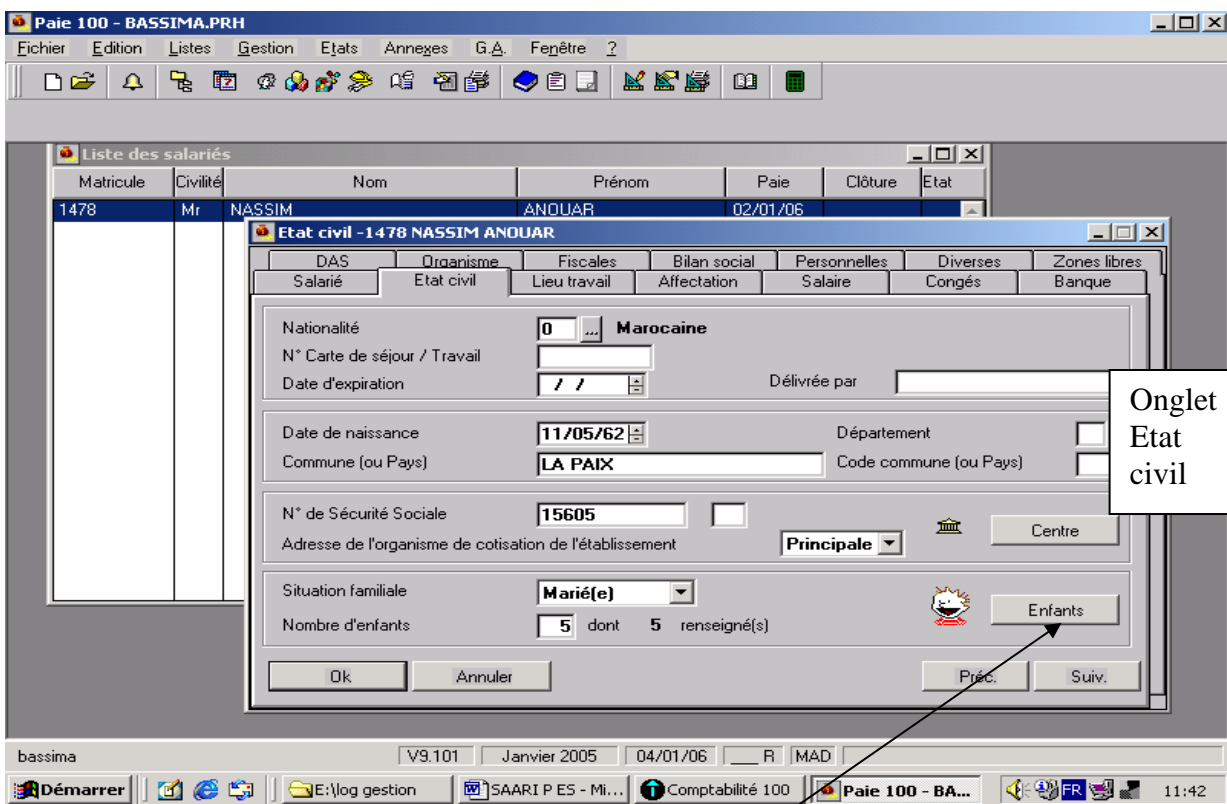 Paie 100 - BASSIMA.PRH
Fichier Edition Listes Gestion Etats Annexes G.A. Fenêtre ?
Liste des salariés
Matricule Civilité Nom Prénom Paie Clôture Etat
1478 Mr NASSIM ANOUAR 02/01/06
Etat civil -1478 NASSIM ANOUAR
DAS Organisme Fiscales Bilan social Personnelles Diverses Zones libres
Salarié Etat civil Lieu travail Affectation Salaire Congés Banque
Nationalité 0 ... Marocaine
N° Carte de séjour / Travail
Date d'expiration / / Délivrée par
Onglet
Etat
civil
Date de naissance 11/05/62 Département
Commune (ou Pays) LA PAIX Code commune (ou Pays)
N° de Sécurité Sociale 15605
Centre
Adresse de l'organisme de cotisation de l'établissement Principale
Situation familiale Marié(e)
Enfants
Nombre d'enfants 5 dont 5 renseigné(s)
Ok Annuler Préc. Suiv.
bassima V9.101 Janvier 2005 04/01/06 ___ R MAD
Démarrer E:\log gestion SAARI P ES - Mi... Comptabilité 100 Paie 100 - BA... FR 11:42